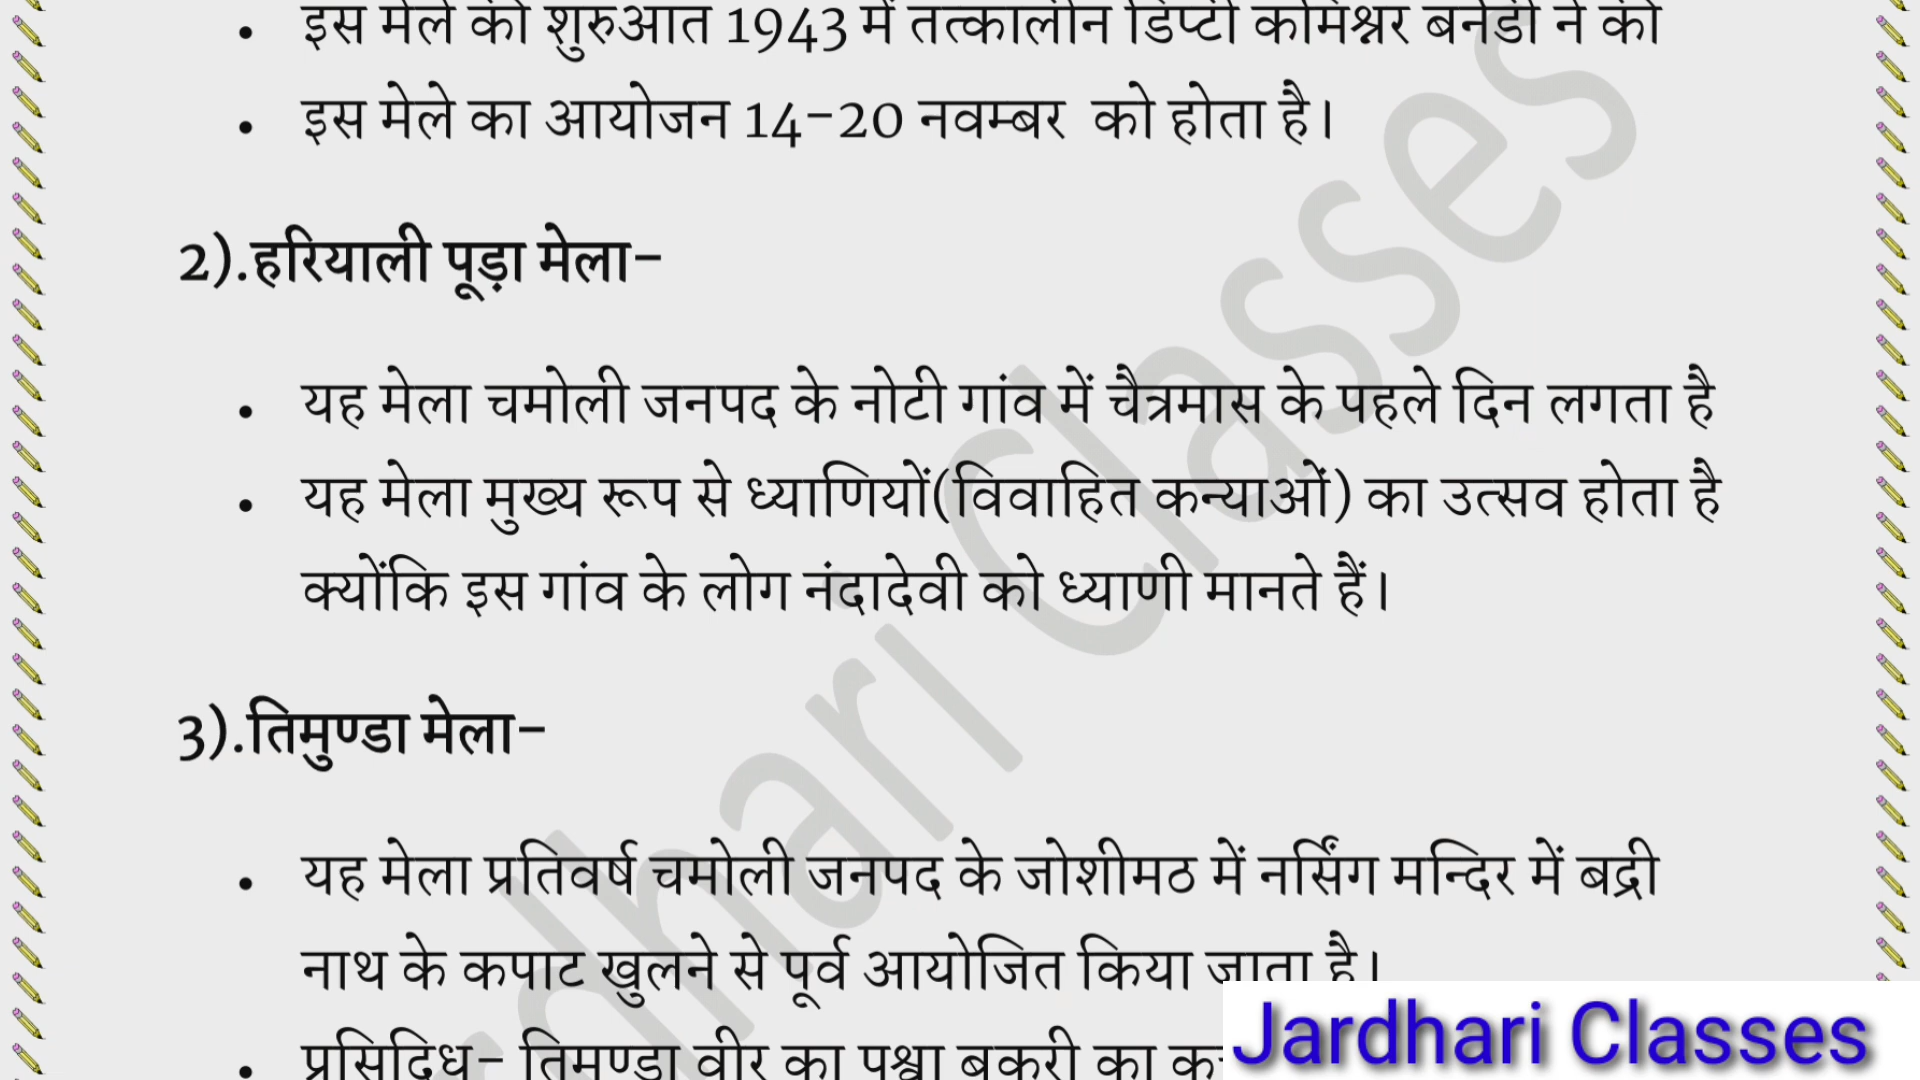 इस मेले की शुरुआत 1943 में तत्कालीन डिप्टी कमिश्नर बर्नेडी ने की
इस मेले का आयोजन 14-20 नवम्बर को होता है।
2).हरियाली पूड़ा मेला-
यह मेला चमोली जनपद के नोटी गांव में चैत्रमास के पहले दिन लगता है
यह मेला मुख्य रूप से ध्याणियों(विवाहित कन्याओं) का उत्सव होता है
क्योंकि इस गांव के लोग नंदादेवी को ध्याणी मानते हैं।
3).तिमुण्डा मेला-
यह मेला प्रतिवर्ष चमोली जनपद के जोशीमठ में नर्सिंग मन्दिर में बद्री
नाथ के कपाट खुलने से पूर्व आयोजित किया जाता है।
प्रसिद्धि- तिमुण्डा वीर का पश्वा बकरी का
Jardhari Classes